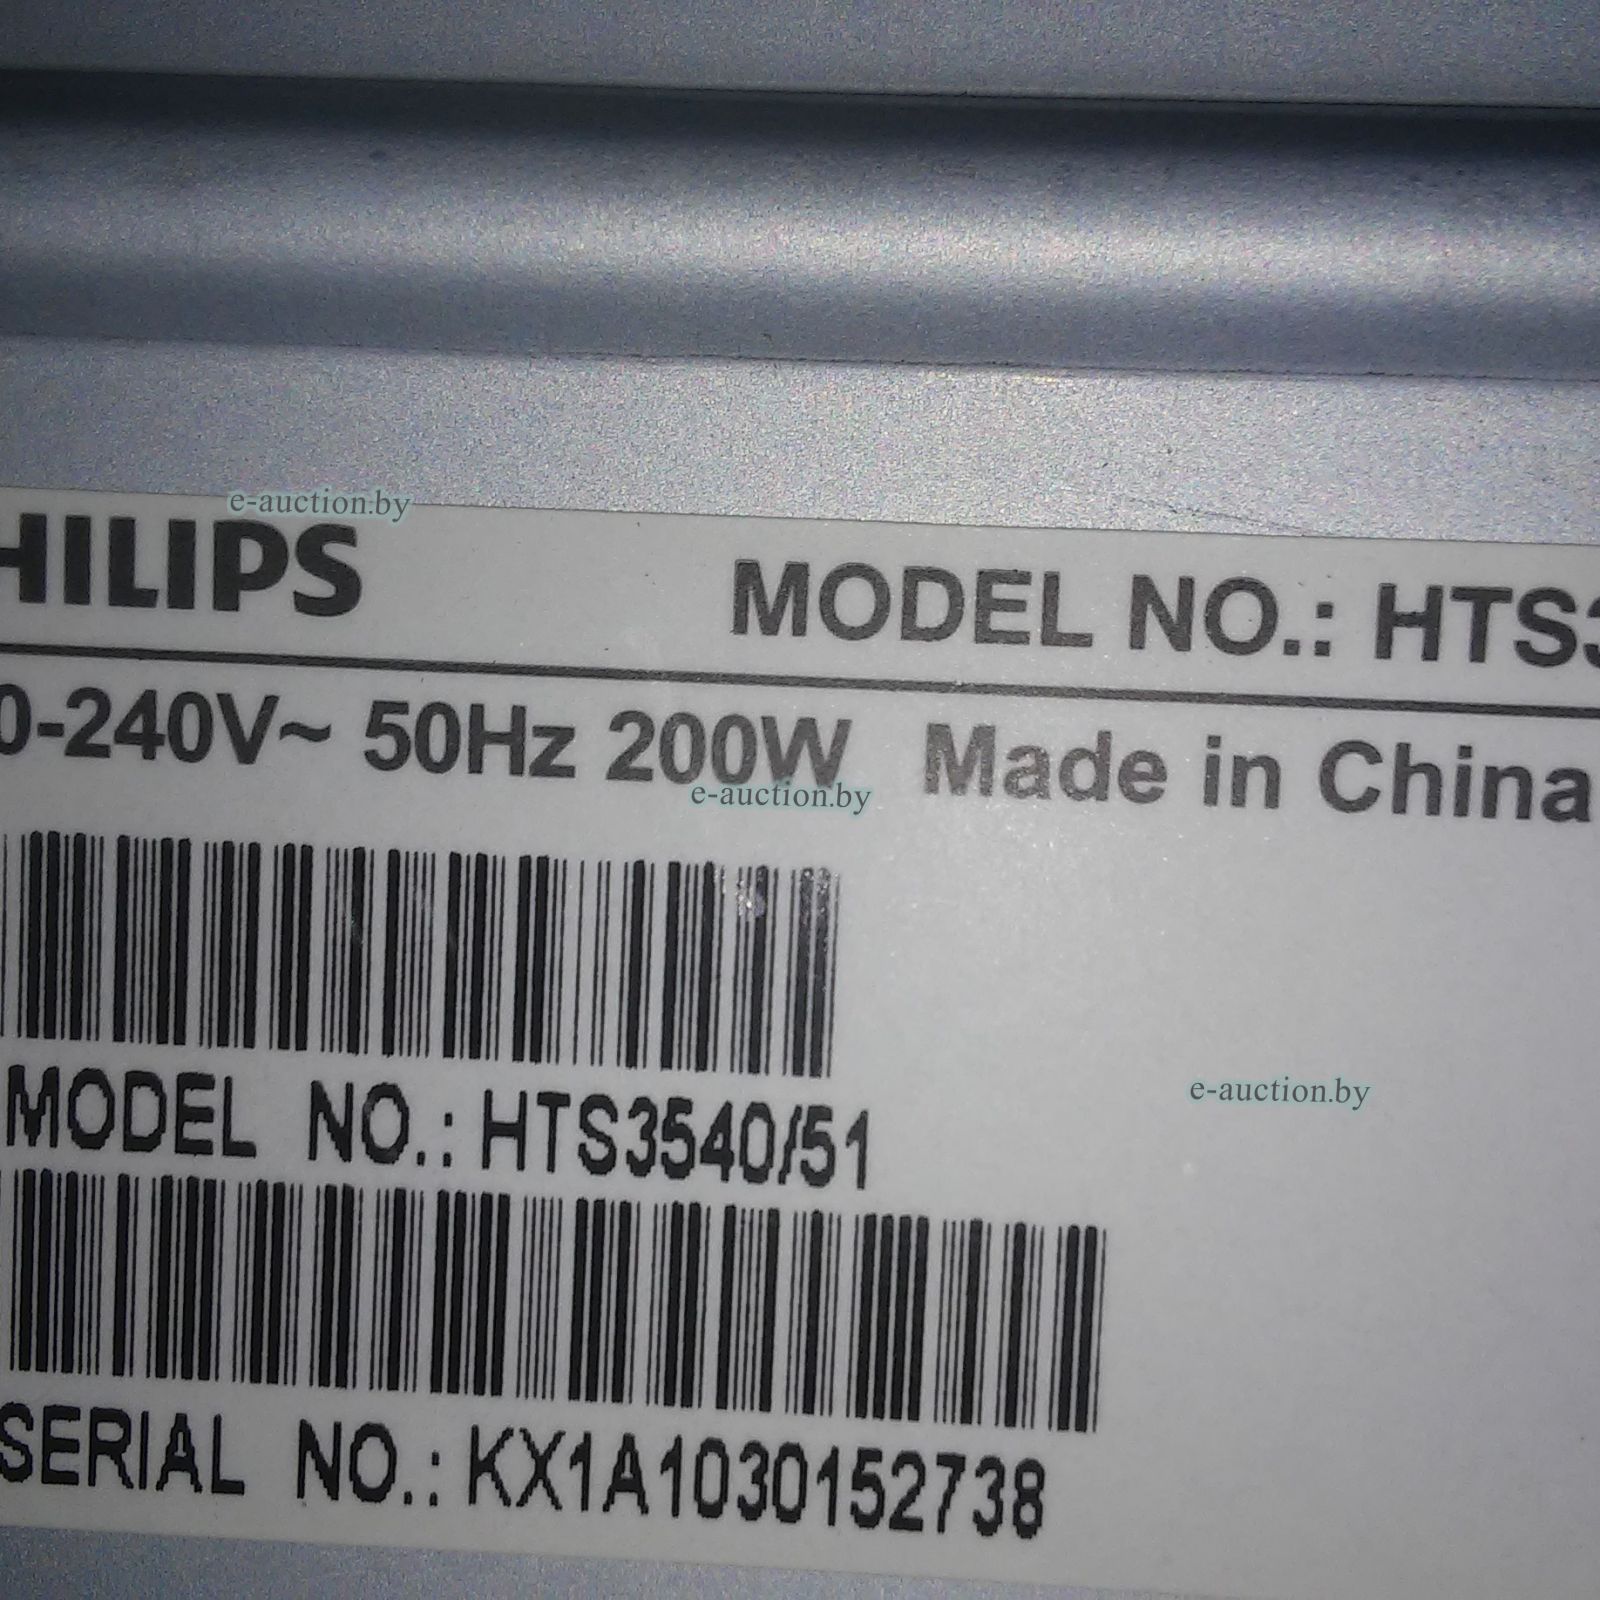 e-auction.by
HILIPS MODEL NO.: HTS3
0-240V~ 50Hz 200W Made in China
e-auction.by
MODEL NO.: HTS3540/51
e-auction.by
SERIAL NO.: KX1A1030152738